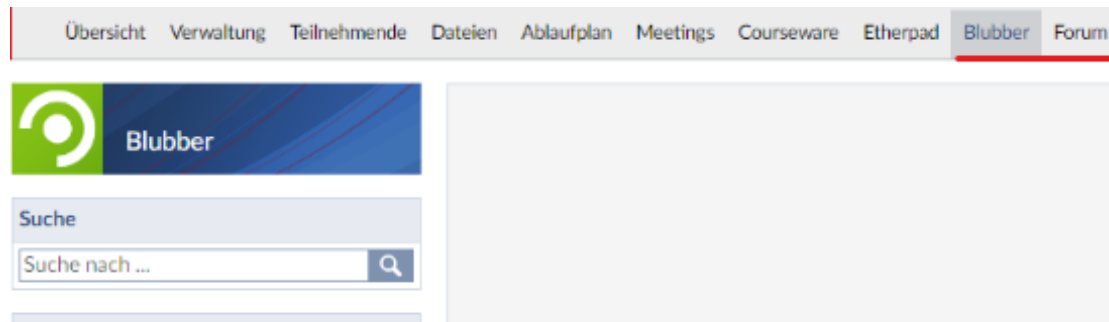 Übersicht Verwaltung Teilnehmende Dateien Ablaufplan Meetings Courseware Etherpad Blubber Forum
Blubber
Suche
Suche nach ...